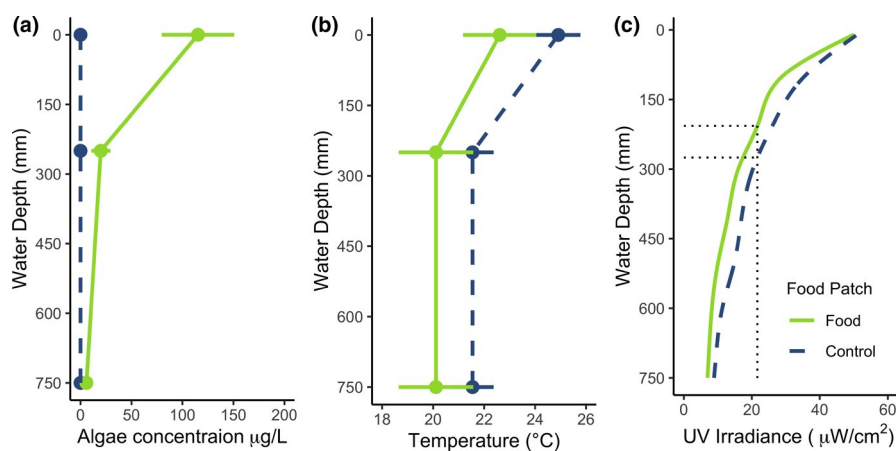 (a)
Water Depth (mm)
0
150
300
450
600
750
0
50
100
150
200
Algae concentraion μg/L
(b)
Water Depth (mm)
0
150
300
450
600
750
18
20
22
24
26
Temperature (°C)
(c)
Water Depth (mm)
0
150
300
450
600
750
0
20
40
60
UV Irradiance ( μW/cm²)
Food Patch
Food
Control